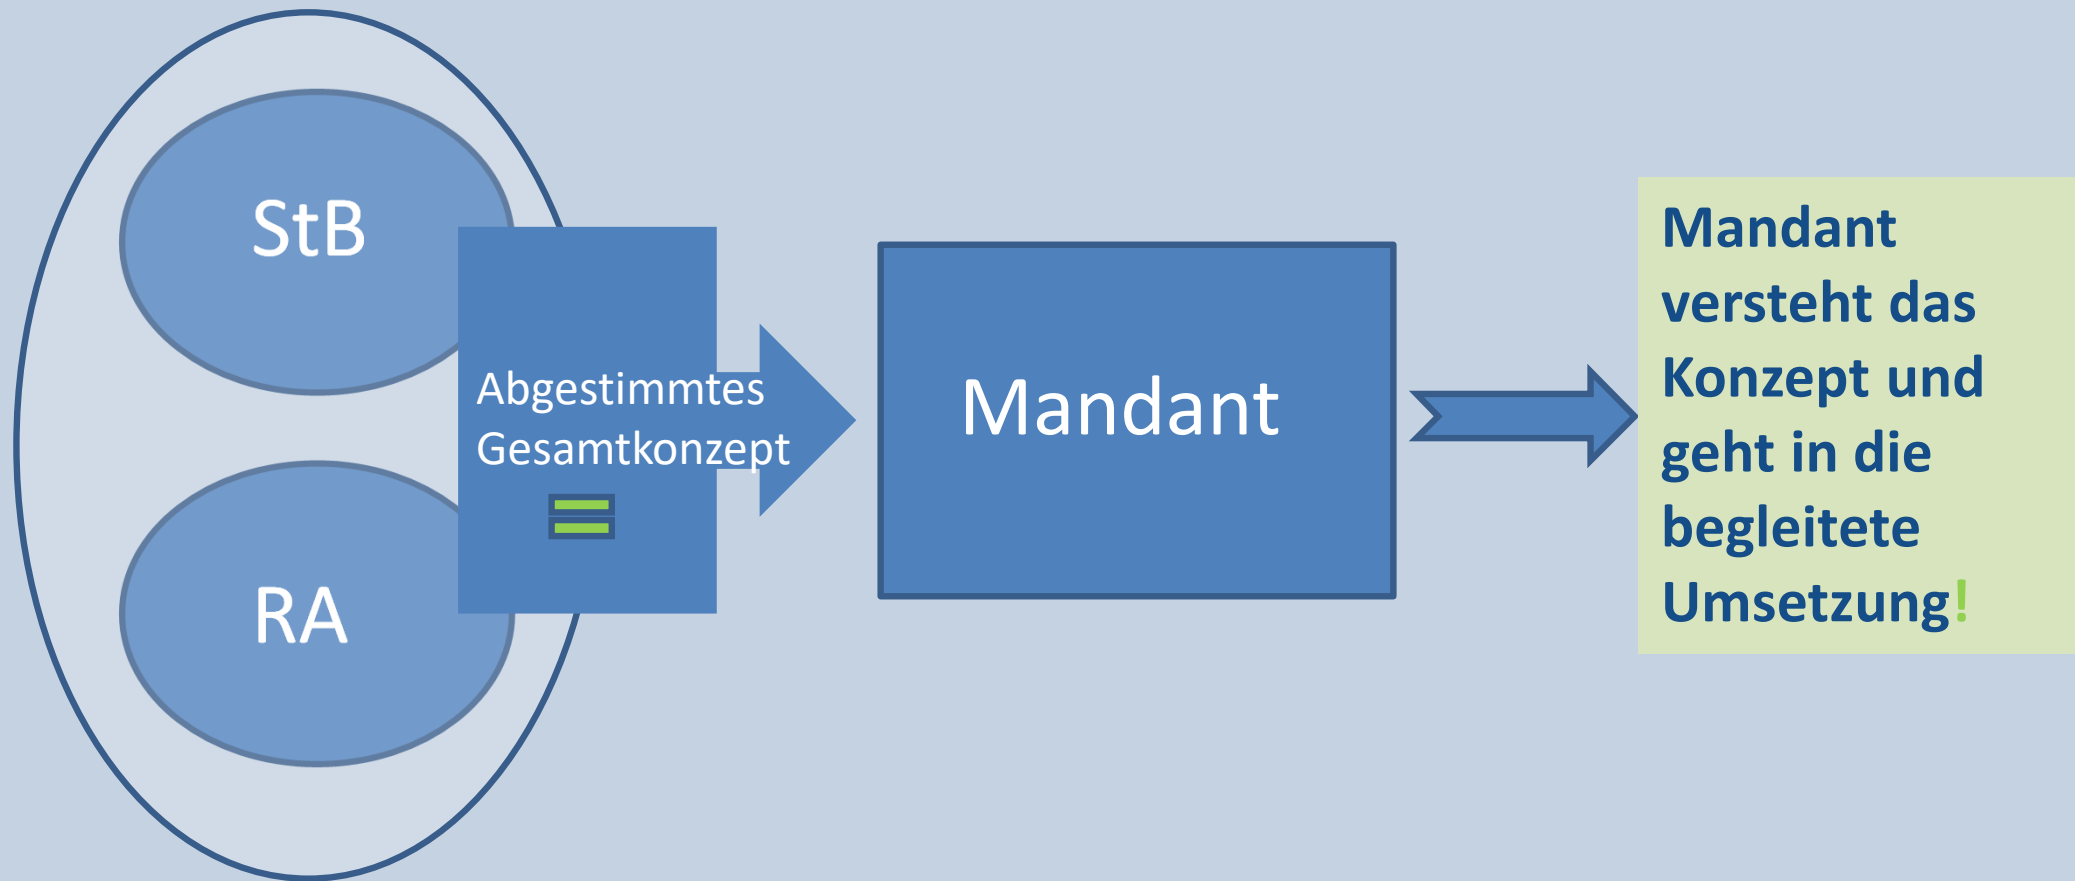 StB
RA
Abgestimmtes
Gesamtkonzept
Mandant
Mandant
versteht das
Konzept und
geht in die
begleitete
Umsetzung!